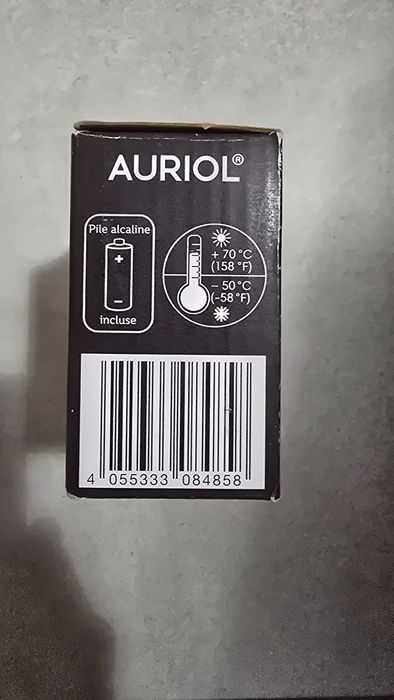 AURIOL®
Pile alcaline
+
−
incluse
+ 70 °C
(158 °F)
− 50 °C
(-58 °F)
4 055333 084858